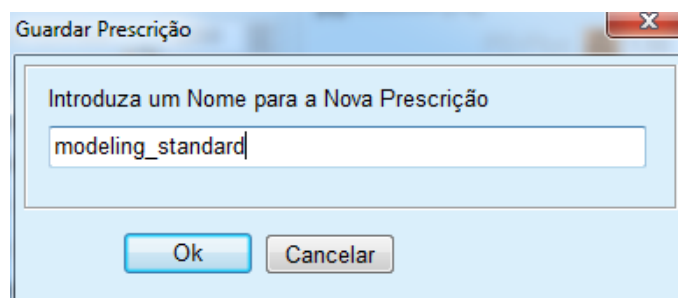 Guardar Prescrição
Introduza um Nome para a Nova Prescrição
modeling_standard
Ok
Cancelar